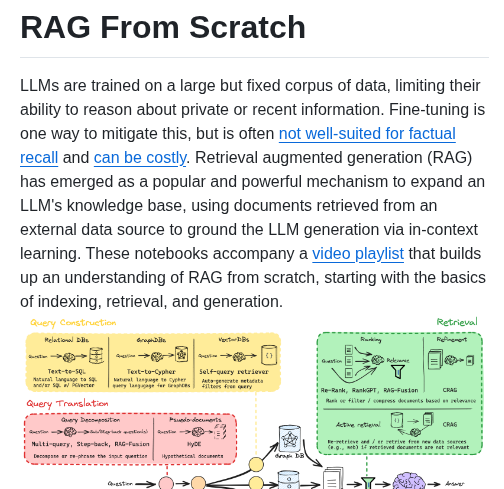 RAG From Scratch
LLMs are trained on a large but fixed corpus of data, limiting their
ability to reason about private or recent information. Fine-tuning is
one way to mitigate this, but is often not well-suited for factual
recall and can be costly. Retrieval augmented generation (RAG)
has emerged as a popular and powerful mechanism to expand an
LLM's knowledge base, using documents retrieved from an
external data source to ground the LLM generation via in-context
learning. These notebooks accompany a video playlist that builds
up an understanding of RAG from scratch, starting with the basics
of indexing, retrieval, and generation.
Query Construction
Relational DBs
GraphDBs
VectorDBs
Question
Question
Question
Text-to-SQL
Text-to-Cypher
Self-query retriever
Natural language to SQL
and/or SQL w/ PGVector
Natural language to Cypher
query language for GraphDBs
Auto-generate metadata
filters from query
Query Translation
Query Decomposition
Pseudo-documents
Question
Question
Multi-query, Step-back, RAG-Fusion
HyDE
Decompose or re-phrase the input question
Hypothetical documents
Retrieval
Ranking
Refinement
Question
Relevance
Re-Rank, RankGPT, RAG-Fusion
CRAG
Rank or filter / compress documents based on relevance
Active retrieval
CRAG
Re-retrieve and / or retrieve from new data sources
(e.g., web) if retrieved documents are not relevant
Graph DB
Question
Answer